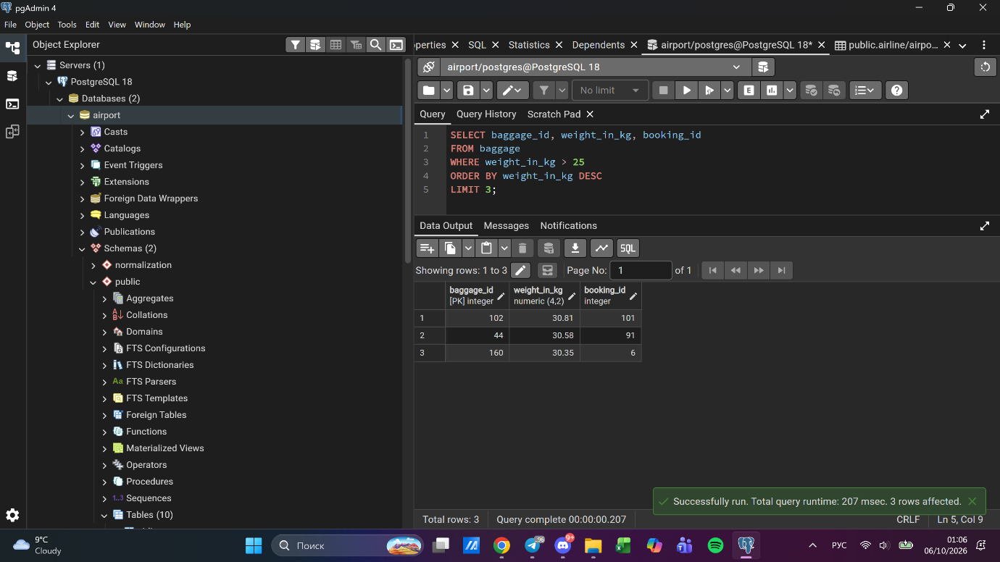 pgAdmin 4
File Object Tools Edit View Window Help
Object Explorer
Servers (1)
PostgreSQL 18
Databases (2)
airport
Casts
Catalogs
Event Triggers
Extensions
Foreign Data Wrappers
Languages
Publications
Schemas (2)
normalization
public
Aggregates
Collations
Domains
FTS Configurations
FTS Dictionaries
Aa FTS Parsers
FTS Templates
Foreign Tables
Functions
Materialized Views
Operators
Procedures
1..3 Sequences
Tables (10)
operties SQL Statistics Dependents airport/postgres@PostgreSQL 18* public.airline/airpo...
airport/postgres@PostgreSQL 18
No limit E
Query Query History Scratch Pad
1 SELECT baggage_id, weight_in_kg, booking_id
2 FROM baggage
3 WHERE weight_in_kg > 25
4 ORDER BY weight_in_kg DESC
5 LIMIT 3;
Data Output Messages Notifications
SQL
Showing rows: 1 to 3 Page No: 1 of 1
baggage_id weight_in_kg booking_id
[PK] integer numeric (4,2) integer
1 102 30.81 101
2 44 30.58 91
3 160 30.35 6
Successfully run. Total query runtime: 207 msec. 3 rows affected.
Total rows: 3 Query complete 00:00:00.207 CRLF Ln 5, Col 9
9°C
Cloudy
Поиск
96
9+
РУС
01:06
06/10/2026